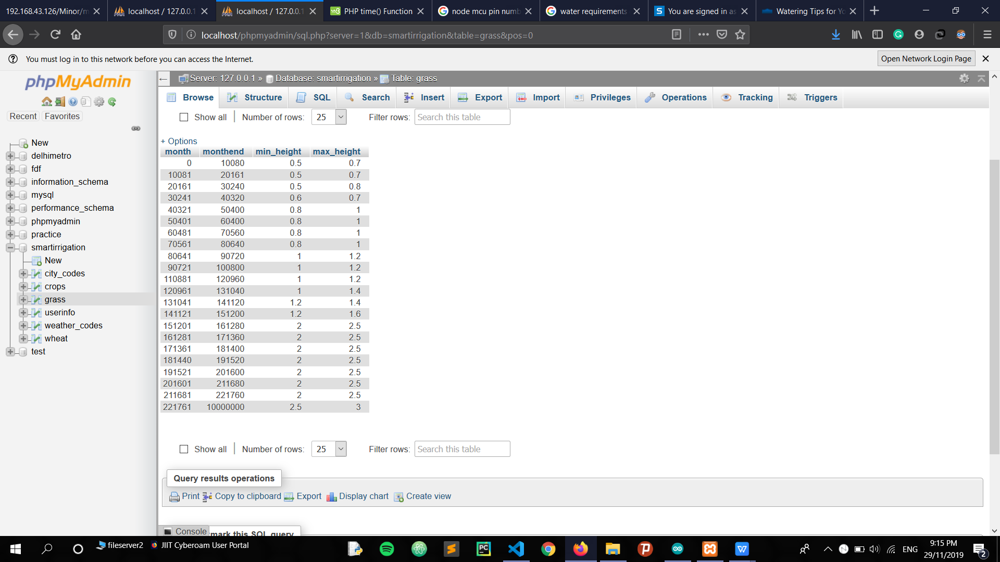 192.168.43.126/Minor/m
localhost / 127.0.0.1
localhost / 127.0.0.1
PHP time() Function
node mcu pin numb
water requirements
You are signed in as
Watering Tips for Yo
localhost/phpmyadmin/sql.php?server=1&db=smartirrigation&table=grass&pos=0
You must log in to this network before you can access the Internet.
Open Network Login Page
phpMyAdmin
Recent Favorites
New
delhimetro
fdf
information_schema
mysql
performance_schema
phpmyadmin
practice
smartirrigation
New
city_codes
crops
grass
userinfo
weather_codes
wheat
test
Server: 127.0.0.1 » Database: smartirrigation » Table: grass
Browse Structure SQL Search Insert Export Import Privileges Operations Tracking Triggers
Show all Number of rows: 25 Filter rows: Search this table
+ Options
month monthend min_height max_height
0 10080 0.5 0.7
10081 20161 0.5 0.7
20161 30240 0.5 0.8
30241 40320 0.6 0.7
40321 50400 0.8 1
50401 60400 0.8 1
60481 70560 0.8 1
70561 80640 0.8 1
80641 90720 1 1.2
90721 100800 1 1.2
110881 120960 1 1.2
120961 131040 1 1.4
131041 141120 1.2 1.4
141121 151200 1.2 1.6
151201 161280 2 2.5
161281 171360 2 2.5
171361 181400 2 2.5
181440 191520 2 2.5
191521 201600 2 2.5
201601 211680 2 2.5
211681 221760 2 2.5
221761 10000000 2.5 3
Show all Number of rows: 25 Filter rows: Search this table
Query results operations
Print Copy to clipboard Export Display chart Create view
Console
mark this SQL query
fileserver2 JIIT Cyberoam User Portal
ENG
9:15 PM
29/11/2019
2